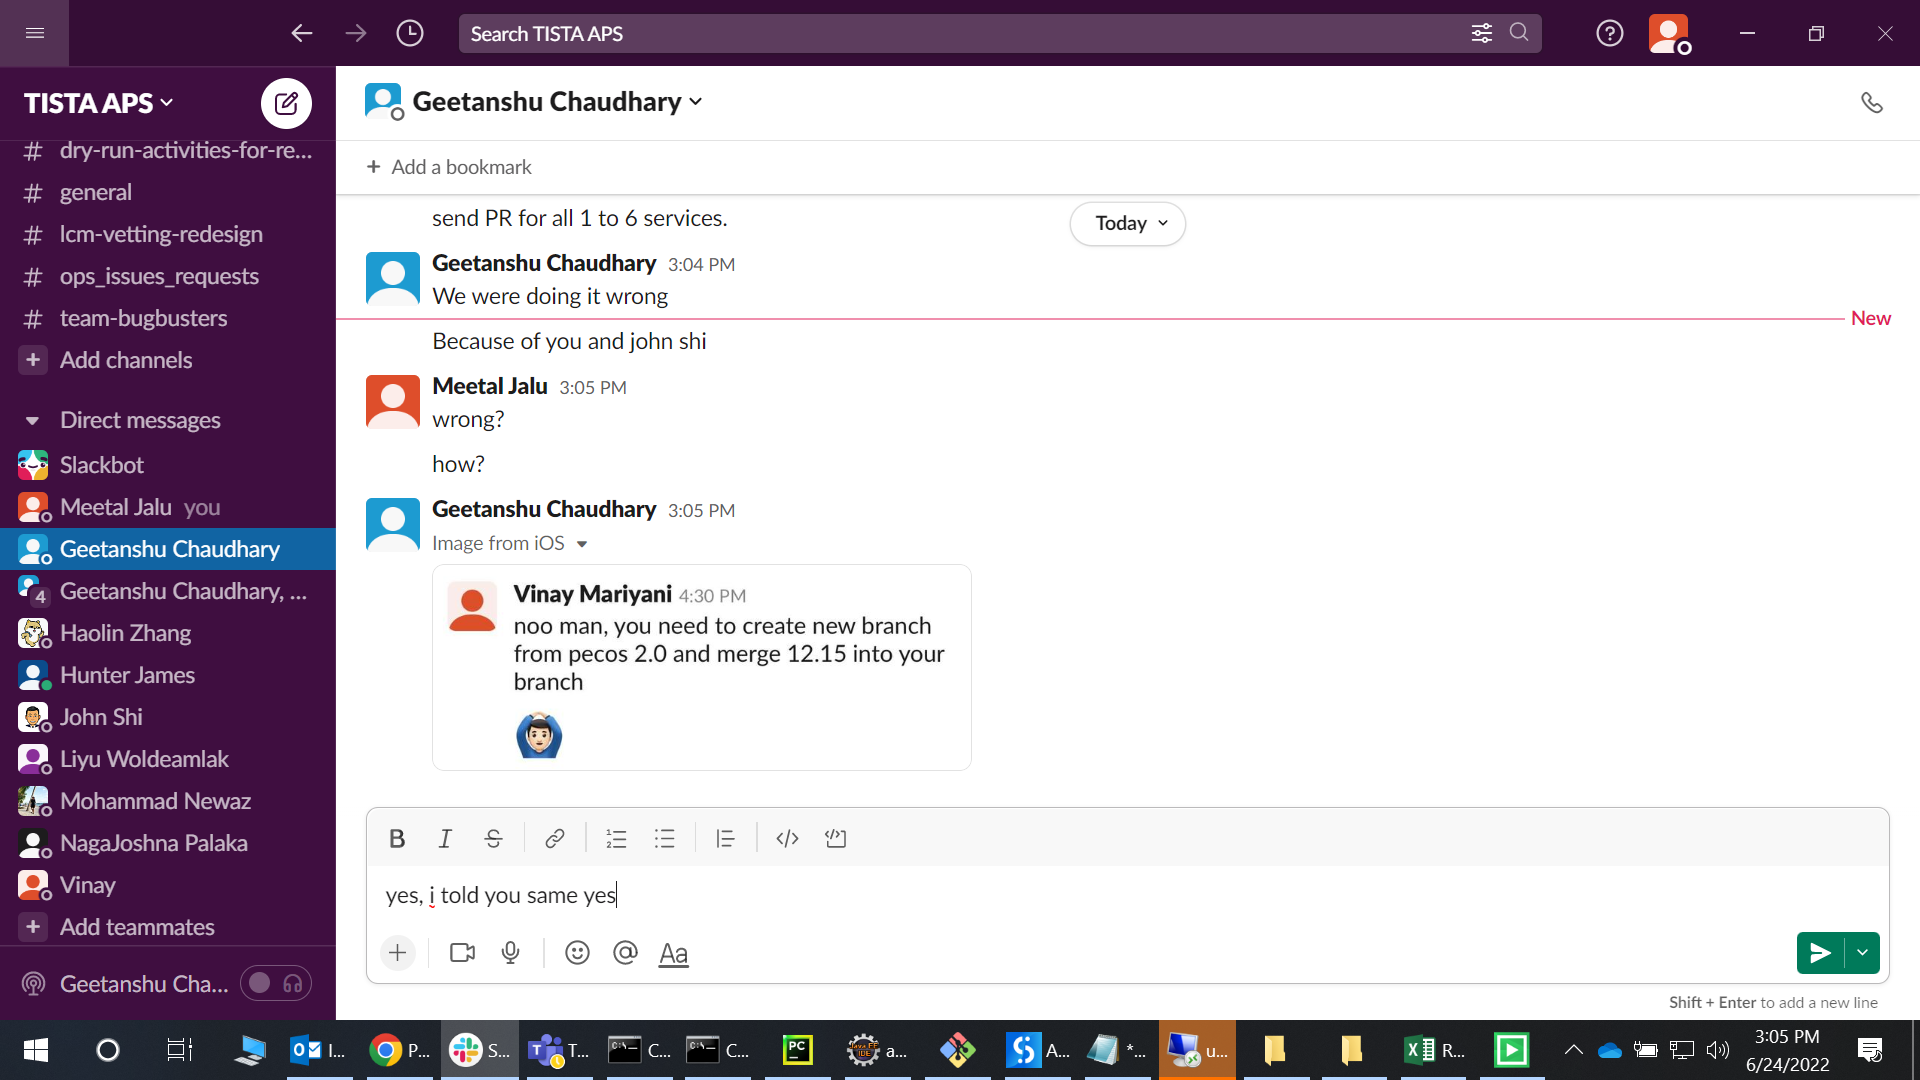 Search TISTA APS
TISTA APS
dry-run-activities-for-re...
# general
# lcm-vetting-redesign
# ops_issues_requests
# team-bugbusters
+ Add channels
Direct messages
Slackbot
Meetal Jalu you
Geetanshu Chaudhary
4 Geetanshu Chaudhary, ...
Haolin Zhang
Hunter James
John Shi
Liyu Woldeamlak
Mohammad Newaz
NagaJoshna Palaka
Vinay
+ Add teammates
Geetanshu Cha...
Geetanshu Chaudhary
+ Add a bookmark
send PR for all 1 to 6 services.
Today
Geetanshu Chaudhary 3:04 PM
We were doing it wrong
New
Because of you and john shi
Meetal Jalu 3:05 PM
wrong?
how?
Geetanshu Chaudhary 3:05 PM
Image from iOS
Vinay Mariyani 4:30 PM
noo man, you need to create new branch
from pecos 2.0 and merge 12.15 into your
branch
B I S
yes, i told you same yes
+ @ Aa
Shift + Enter to add a new line
I... P... S... T... C... C... PC a... A... *... u... R...
3:05 PM
6/24/2022